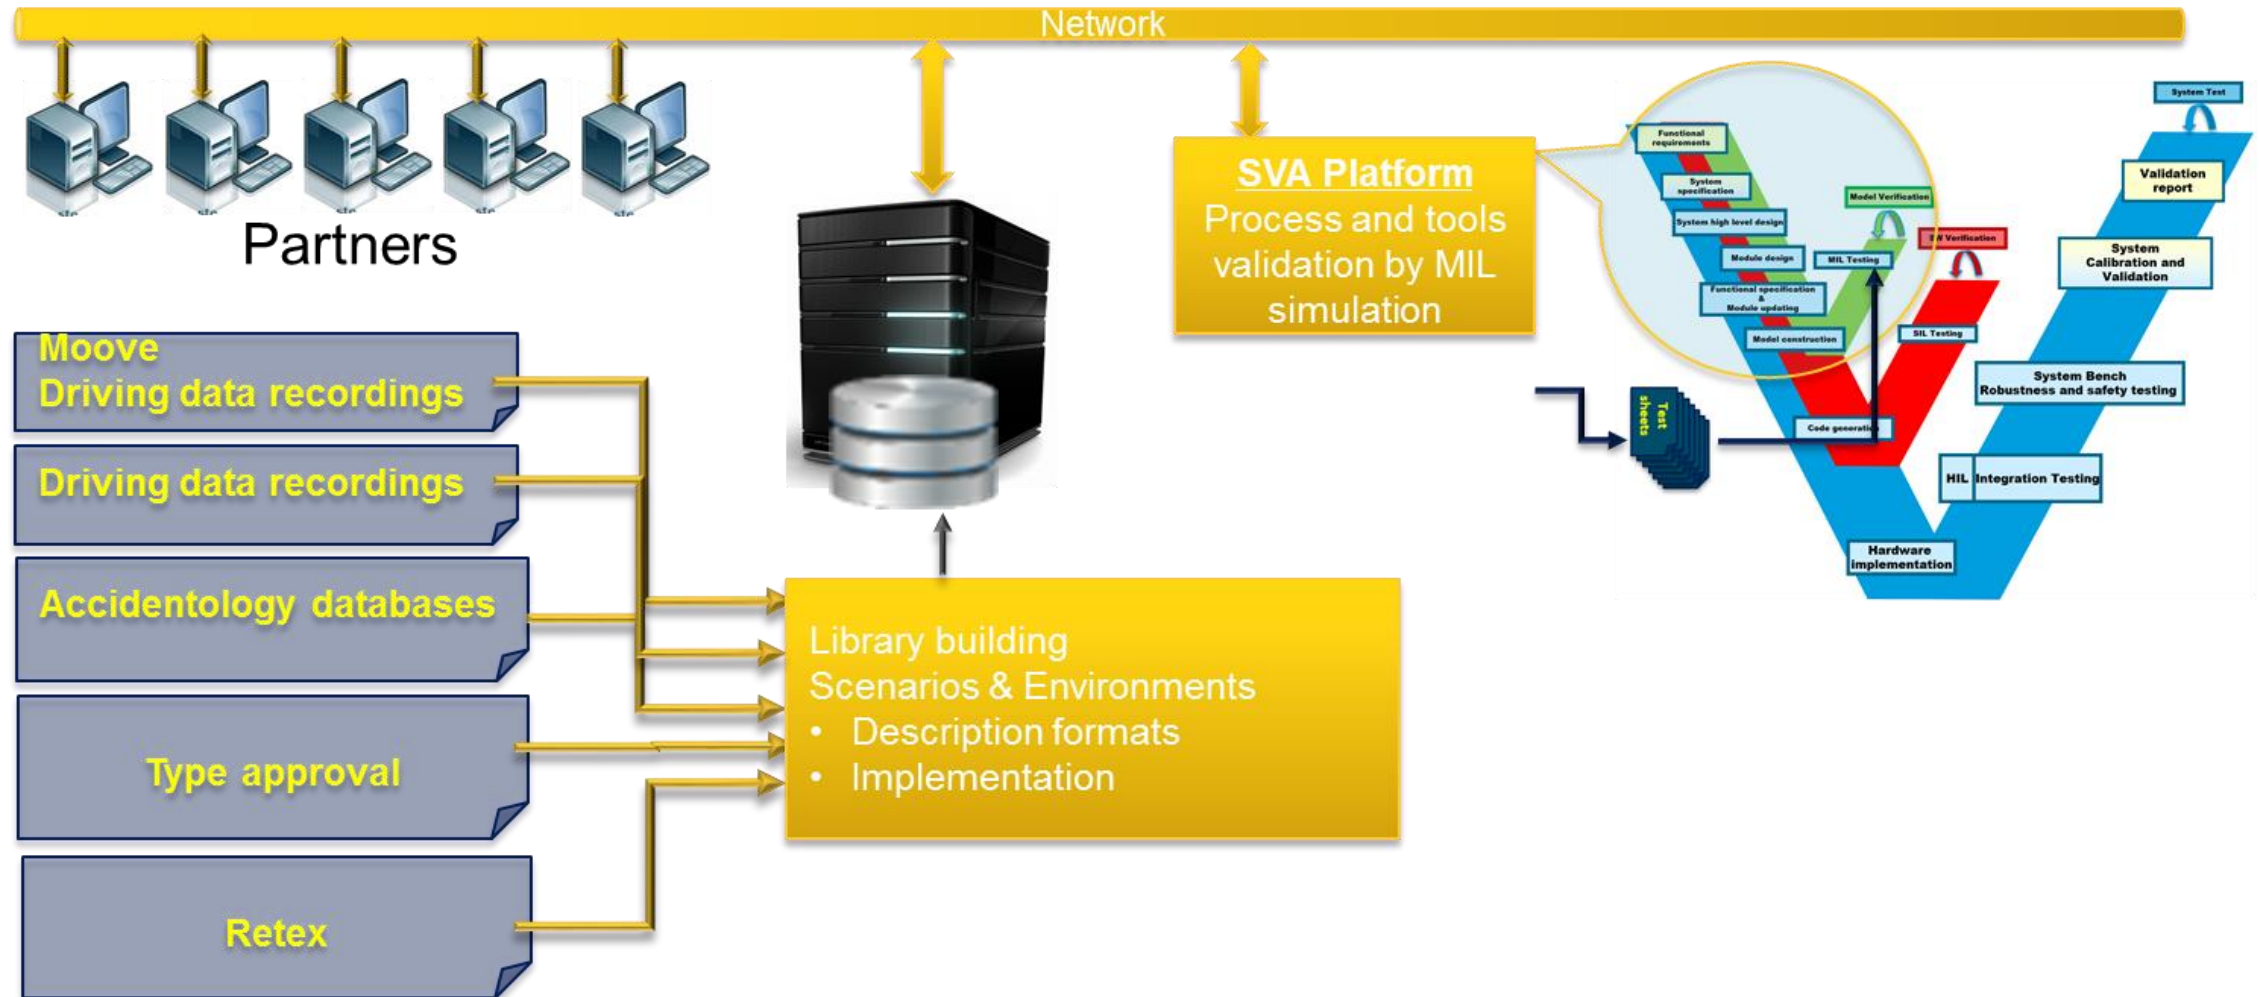 Network
Partners
SVA Platform
Process and tools
validation by MIL
simulation
Moove
Driving data recordings
Driving data recordings
Accidentology databases
Type approval
Retex
Library building
Scenarios & Environments
• Description formats
• Implementation
Test
sheets
Functional
requirements
System
specification
System high level design
Module design
Functional specification
&
Module updating
Model construction
Code generation
Hardware
implementation
Model Verification
MIL Testing
SW Verification
SIL Testing
System Test
Validation
report
System
Calibration and
Validation
System Bench
Robustness and safety testing
HIL
Integration Testing